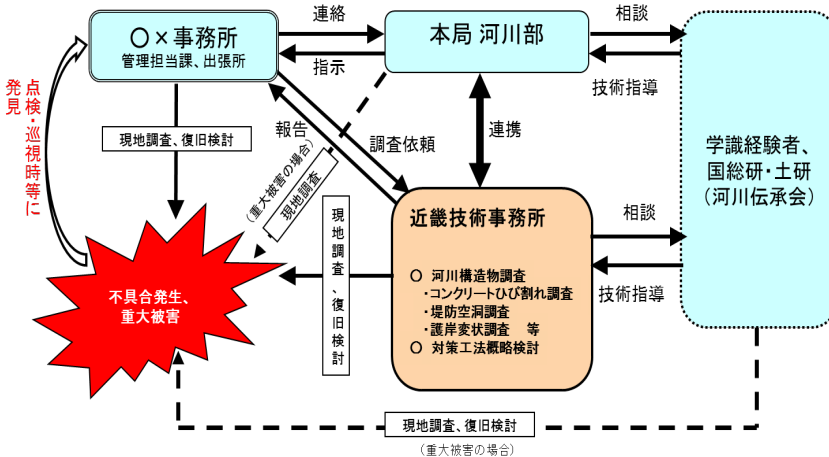 〇×事務所
管理担当課、出張所
連絡
指示
本局 河川部
相談
技術指導
学識経験者、
国総研・土研
(河川伝承会)
点検・巡視時等に
発見
現地調査、復旧検討
報告
調査依頼
連携
(重大被害の場合)
現地調査
現地調査、復旧検討
不具合発生、
重大被害
近畿技術事務所
〇 河川構造物調査
・コンクリートひび割れ調査
・堤防空洞調査
・護岸変状調査 等
〇 対策工法概略検討
相談
技術指導
現地調査、復旧検討
(重大被害の場合)